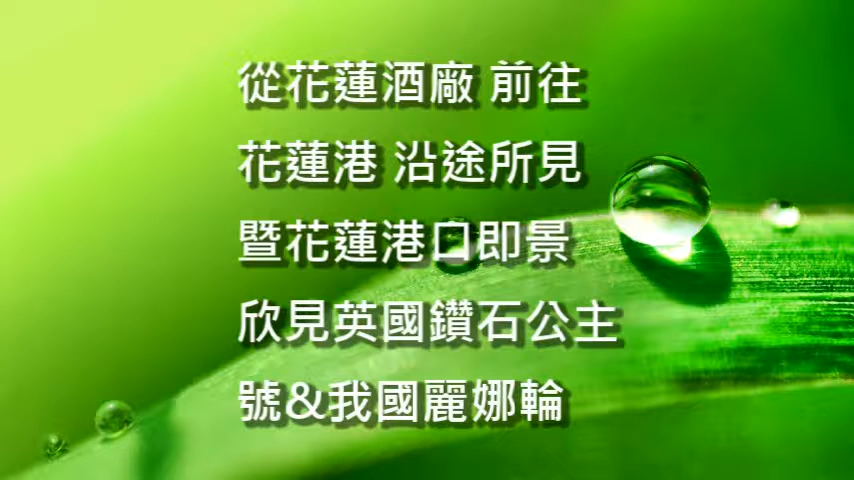 從花蓮酒廠 前往
花蓮港 沿途所見
暨花蓮港口即景
欣見英國鑽石公主
號&我國麗娜輪